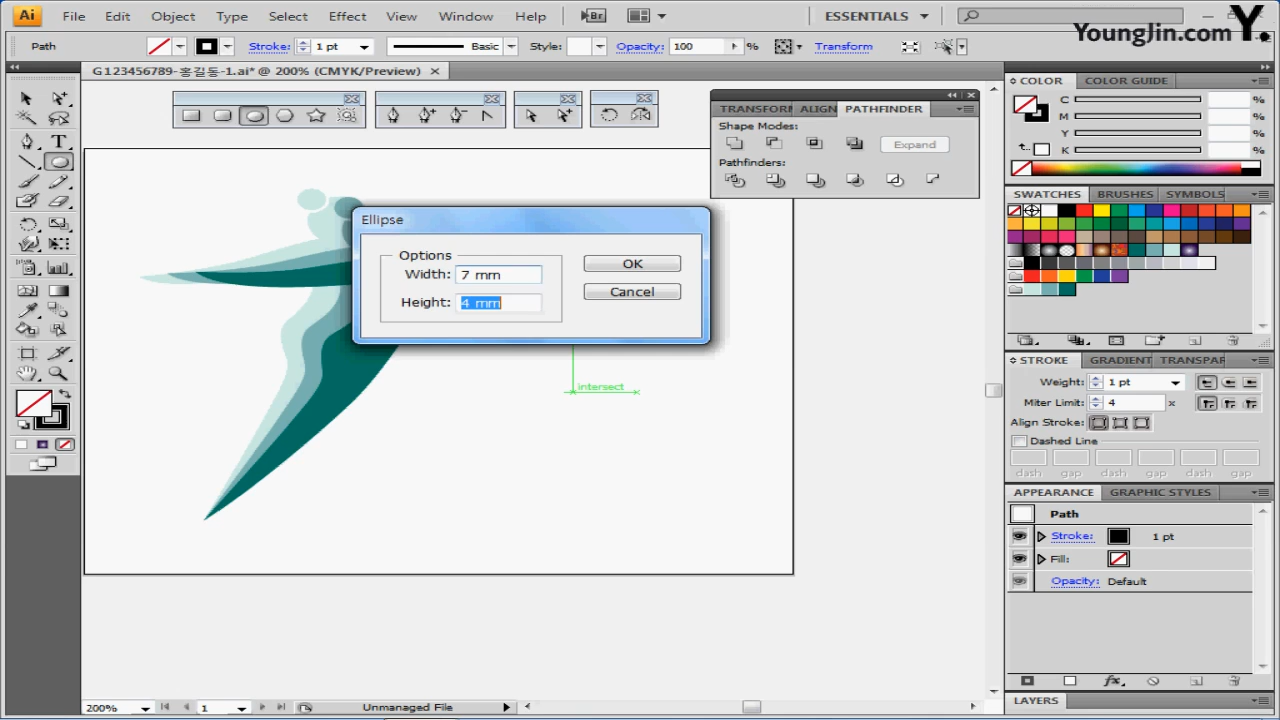 Ai File Edit Object Type Select Effect View Window Help Br ESSENTIALS
YoungJin.com Y.
Path Stroke: 1 pt Basic Style: Opacity: 100 % Transform
G123456789-홍길동-1.ai* @ 200% (CMYK/Preview)
COLOR COLOR GUIDE
C %
M %
Y %
K %
TRANSFORM ALIGN PATHFINDER
Shape Modes:
Expand
Pathfinders:
SWATCHES BRUSHES SYMBOLS
Ellipse
Options
Width: 7 mm
Height: 4 mm
OK
Cancel
intersect
STROKE GRADIENT TRANSPAR
Weight: 1 pt
Miter Limit: 4 x
Align Stroke:
Dashed Line
dash gap dash gap dash gap
APPEARANCE GRAPHIC STYLES
Path
Stroke: 1 pt
Fill:
Opacity: Default
fx
LAYERS
200% 1 Unmanaged File